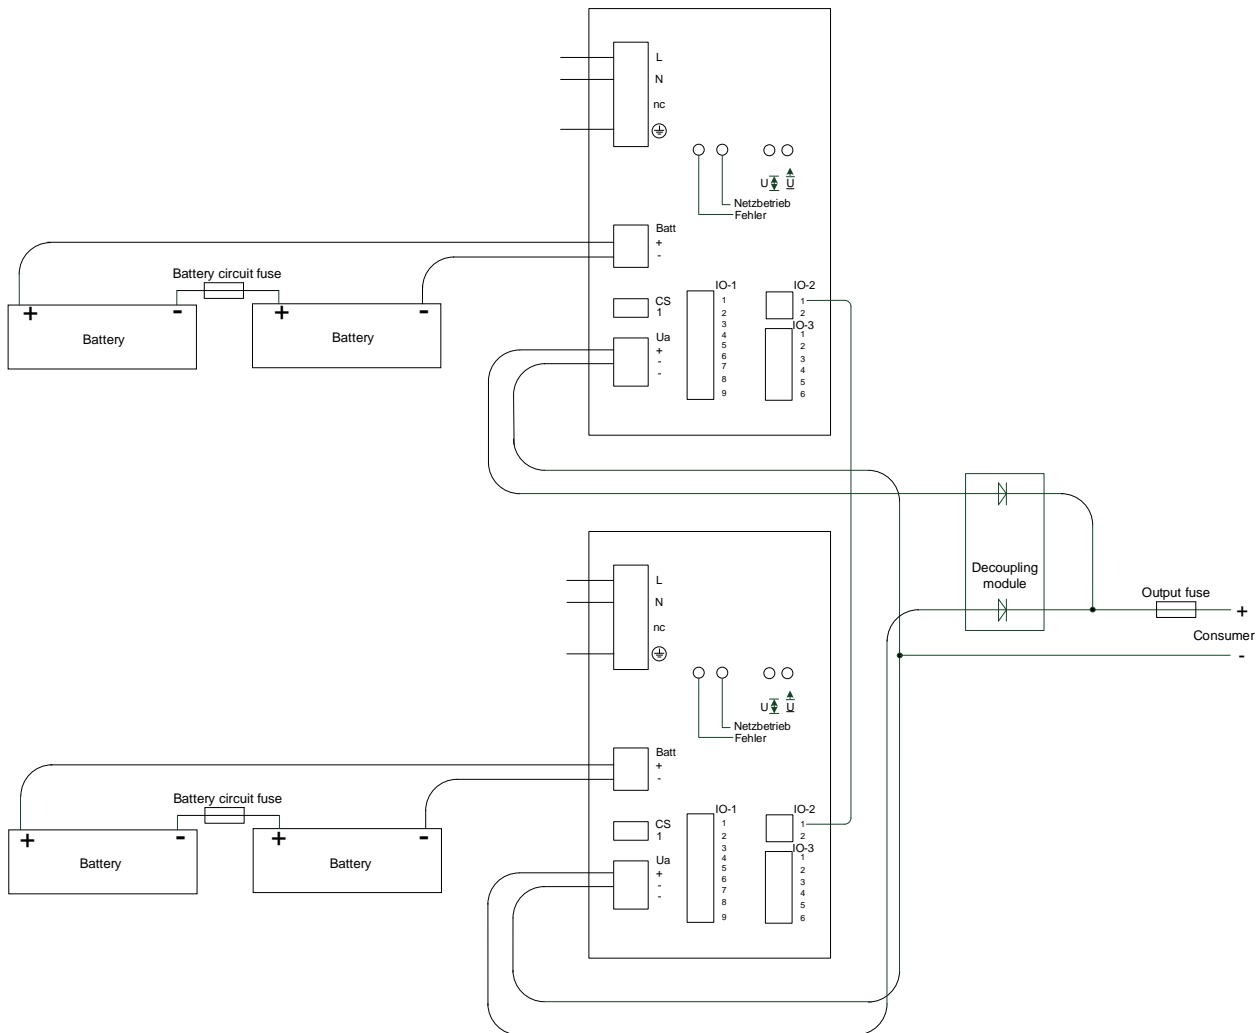 L
N
nc
U U
Netzbetrieb
Fehler
Batt
+
-
Battery circuit fuse
+ - + -
Battery
Battery
CS
1
Ua
+
-
-
IO-1
1
2
3
4
5
6
7
8
9
IO-2
1
2
IO-3
1
2
3
4
5
6
Decoupling
module
Output fuse
+
Consumer
-
L
N
nc
U U
Netzbetrieb
Fehler
Batt
+
-
Battery circuit fuse
+ - + -
Battery
Battery
CS
1
Ua
+
-
-
IO-1
1
2
3
4
5
6
7
8
9
IO-2
1
2
IO-3
1
2
3
4
5
6